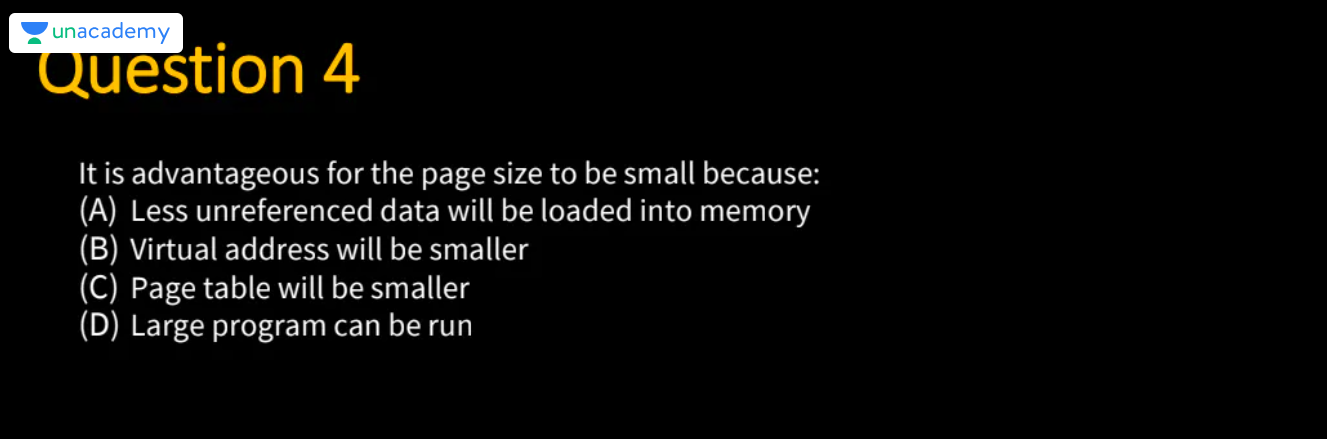 unacademy
Question 4
It is advantageous for the page size to be small because:
(A) Less unreferenced data will be loaded into memory
(B) Virtual address will be smaller
(C) Page table will be smaller
(D) Large program can be run